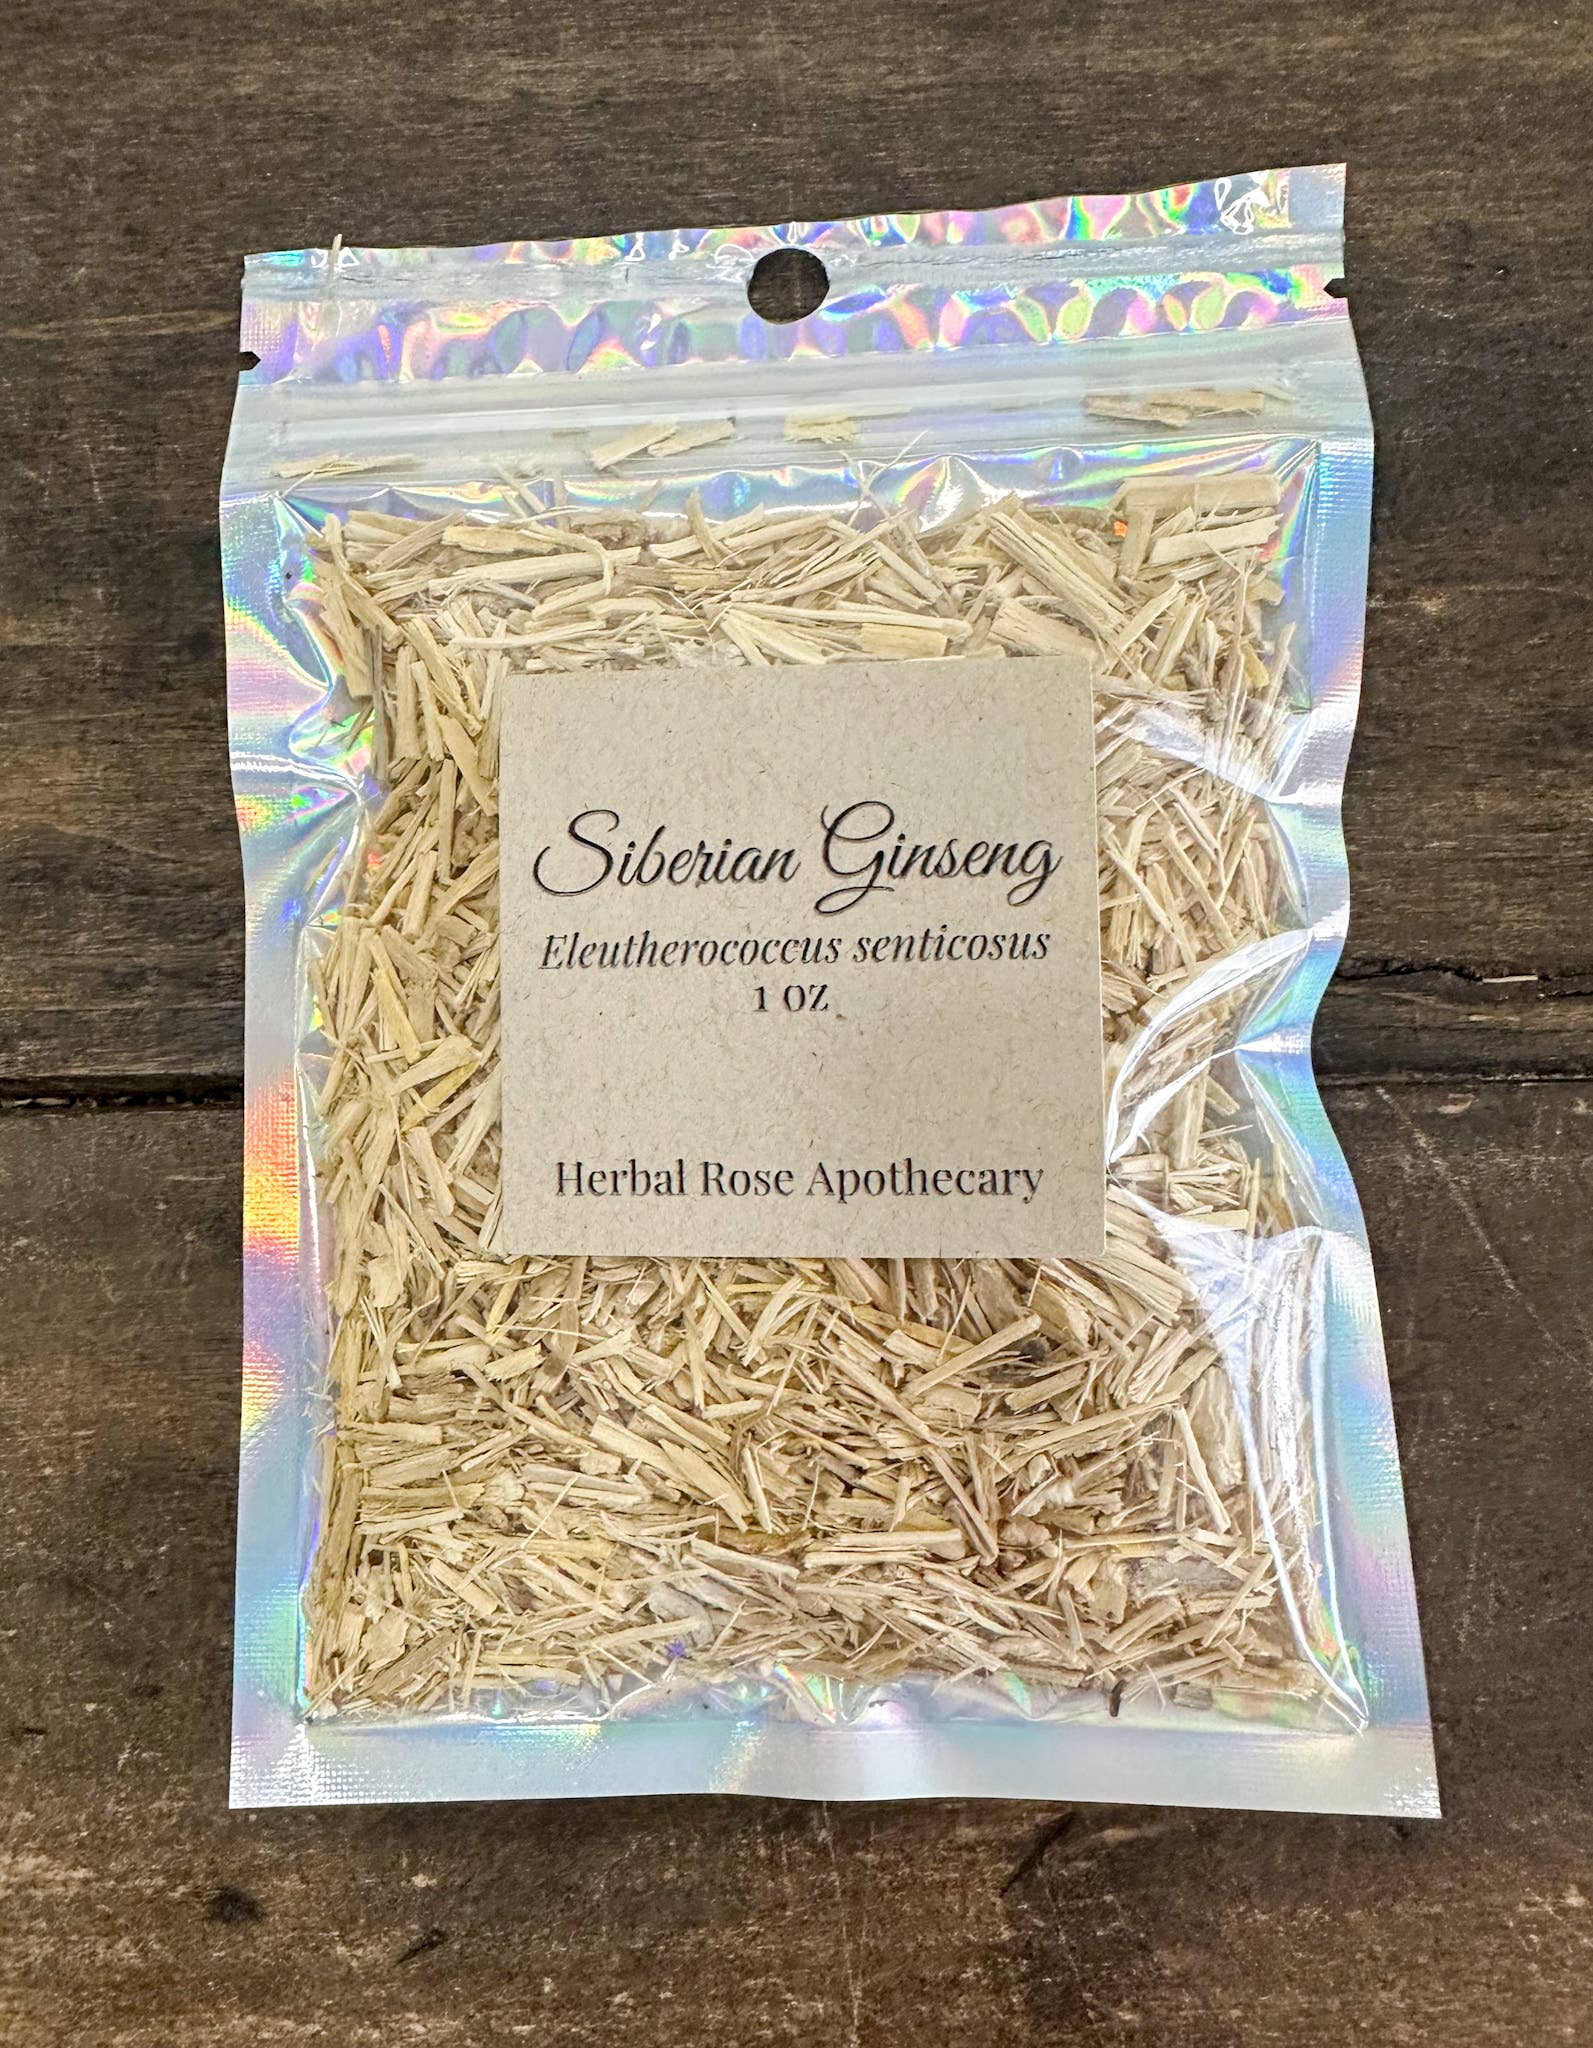 Siberian Ginseng
Eleutherococcus senticosus
1 OZ
Herbal Rose Apothecary